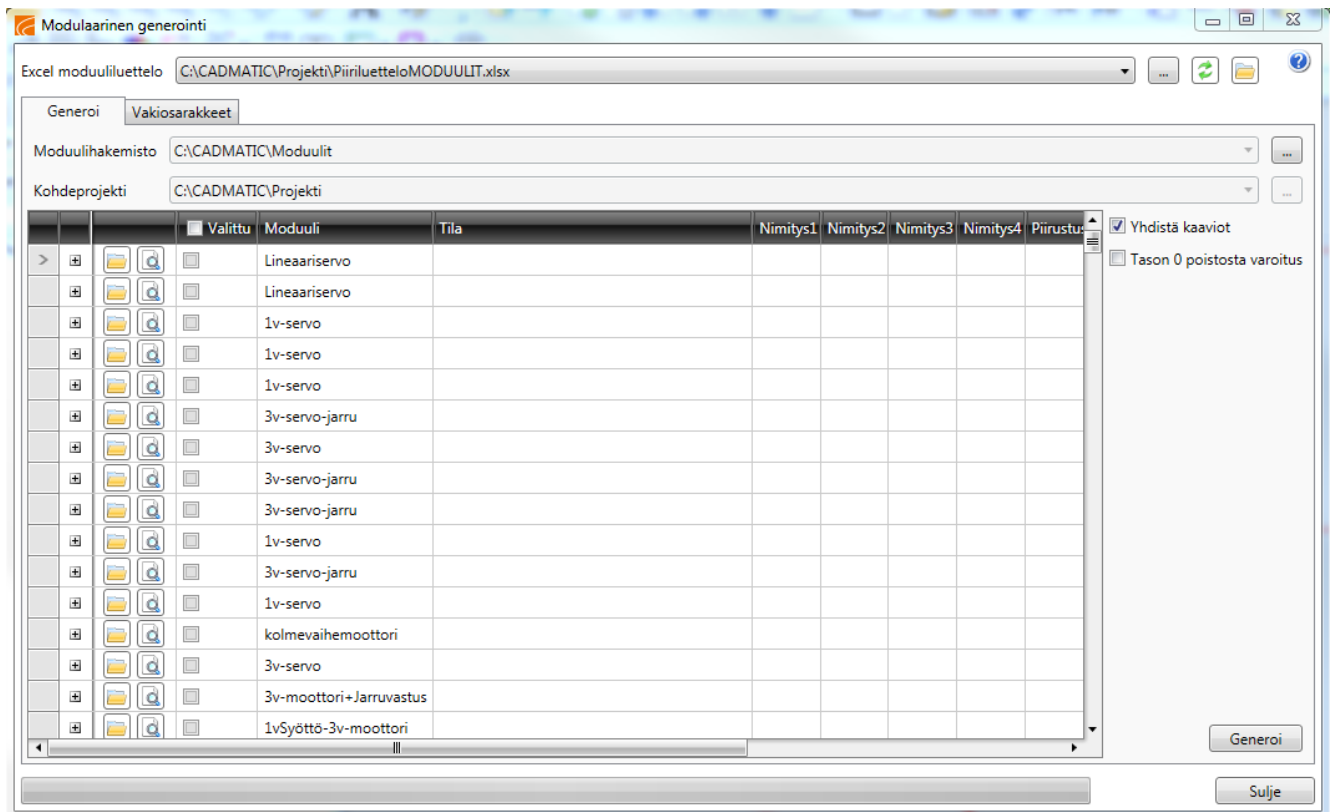 Modulaarinen generointi
Excel moduuliluettelo C:\CADMATIC\Projekti\PiiriluetteloMODUULIT.xlsx ...
Generoi Vakiosarakkeet
Moduulihakemisto C:\CADMATIC\Moduulit ...
Kohdeprojekti C:\CADMATIC\Projekti ...
Valittu Moduuli Tila Nimitys1 Nimitys2 Nimitys3 Nimitys4 Piirustus Yhdistä kaaviot
Lineaariservo Tason 0 poistosta varoitus
Lineaariservo
1v-servo
1v-servo
1v-servo
3v-servo-jarru
3v-servo
3v-servo-jarru
3v-servo-jarru
1v-servo
3v-servo-jarru
1v-servo
kolmevaihemoottori
3v-servo
3v-moottori+Jarruvastus
1vSyöttö-3v-moottori
Generoi
Sulje